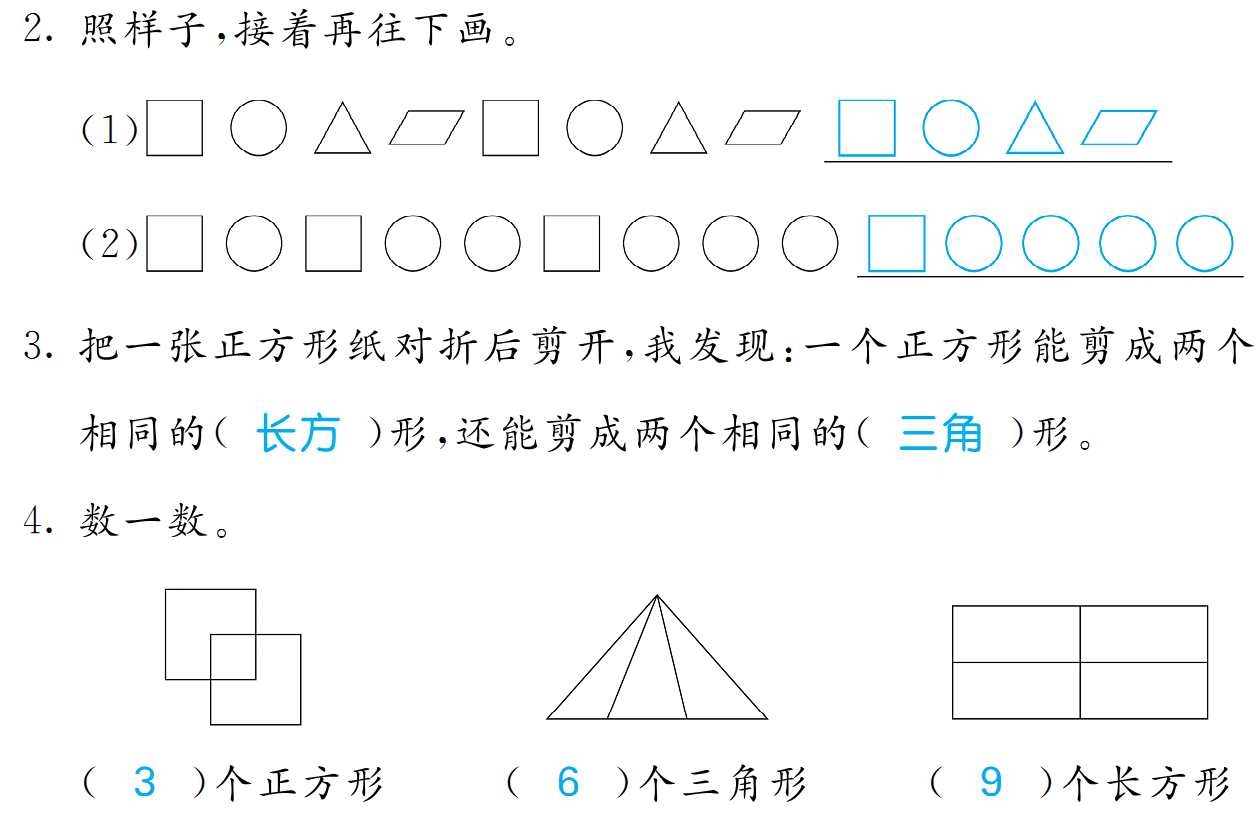 2. 照样子,接着再往下画。
(1)
(2)
3. 把一张正方形纸对折后剪开,我发现:一个正方形能剪成两个
相同的( 长方 )形,还能剪成两个相同的( 三角 )形。
4. 数一数。
( 3 )个正方形 ( 6 )个三角形 ( 9 )个长方形